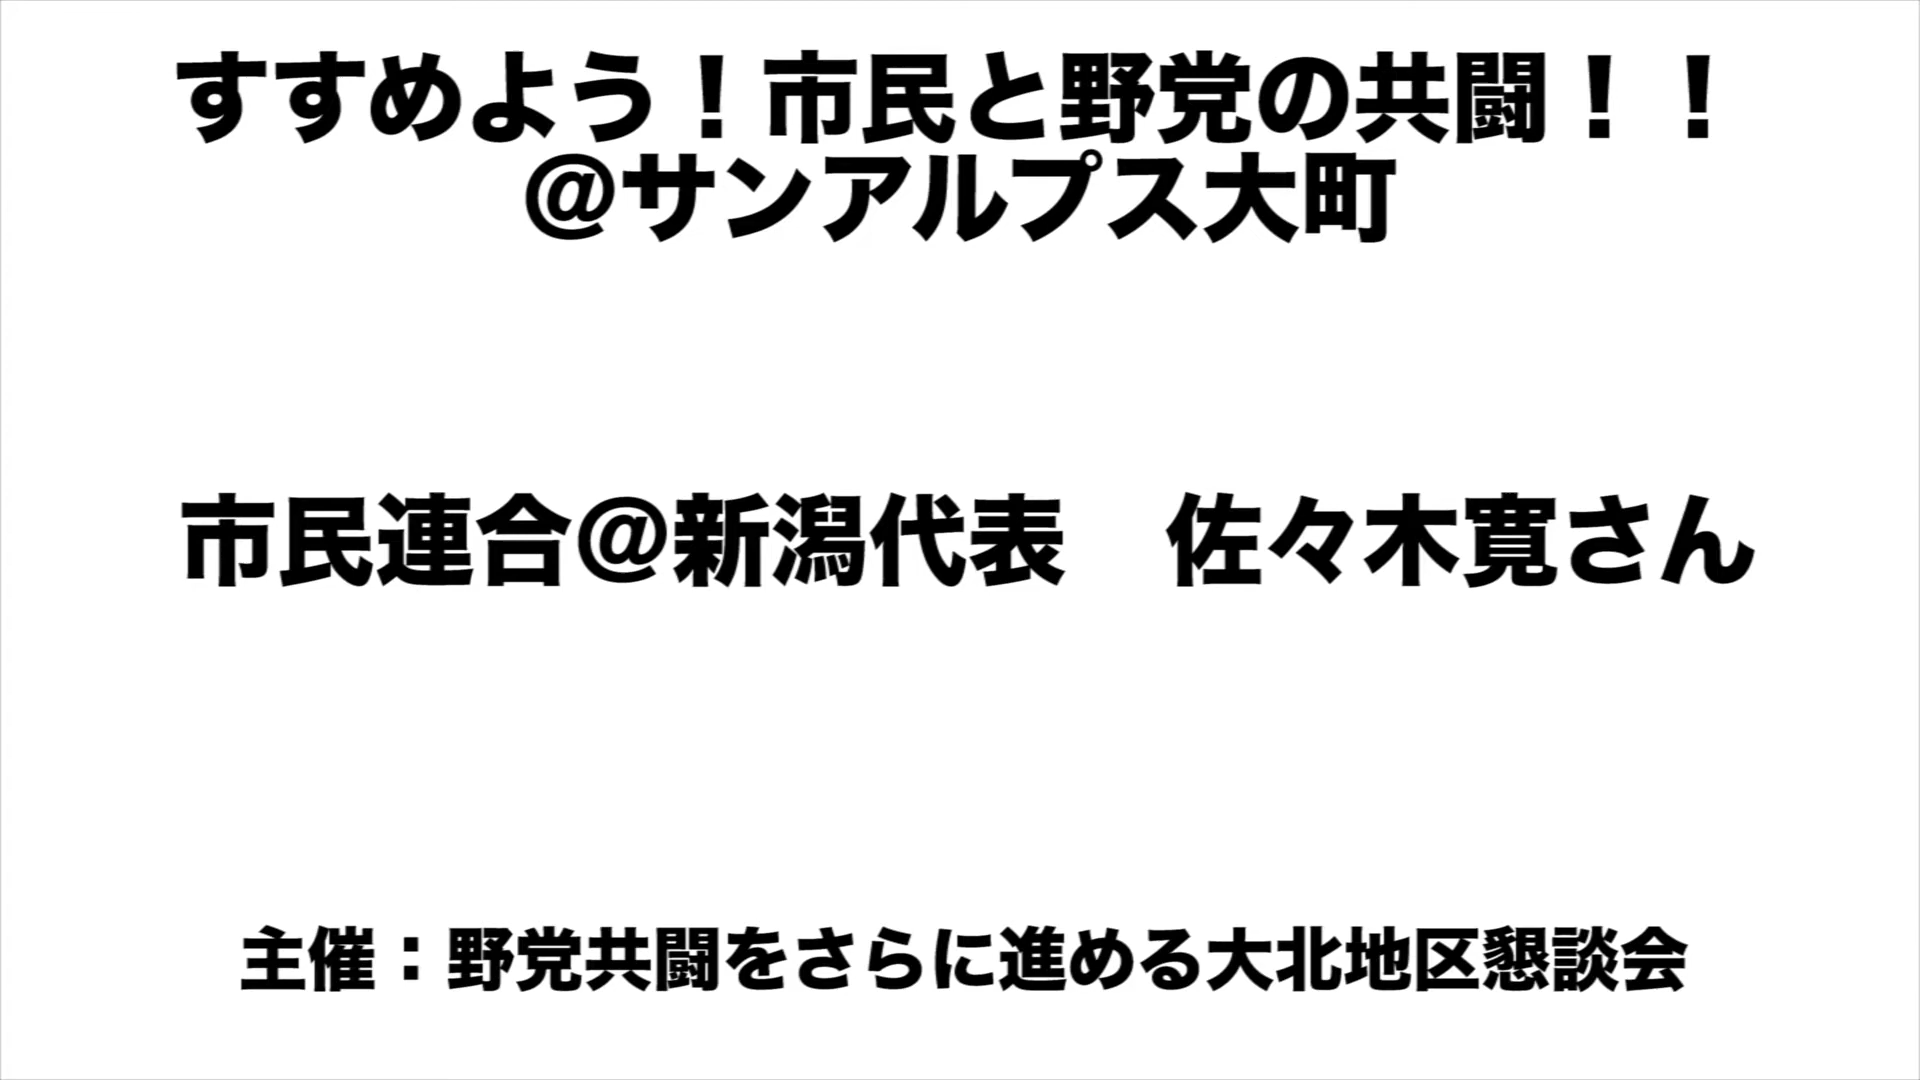 すすめよう！市民と野党の共闘！！
@サンアルプス大町
市民連合@新潟代表　佐々木寛さん
主催：野党共闘をさらに進める大北地区懇談会